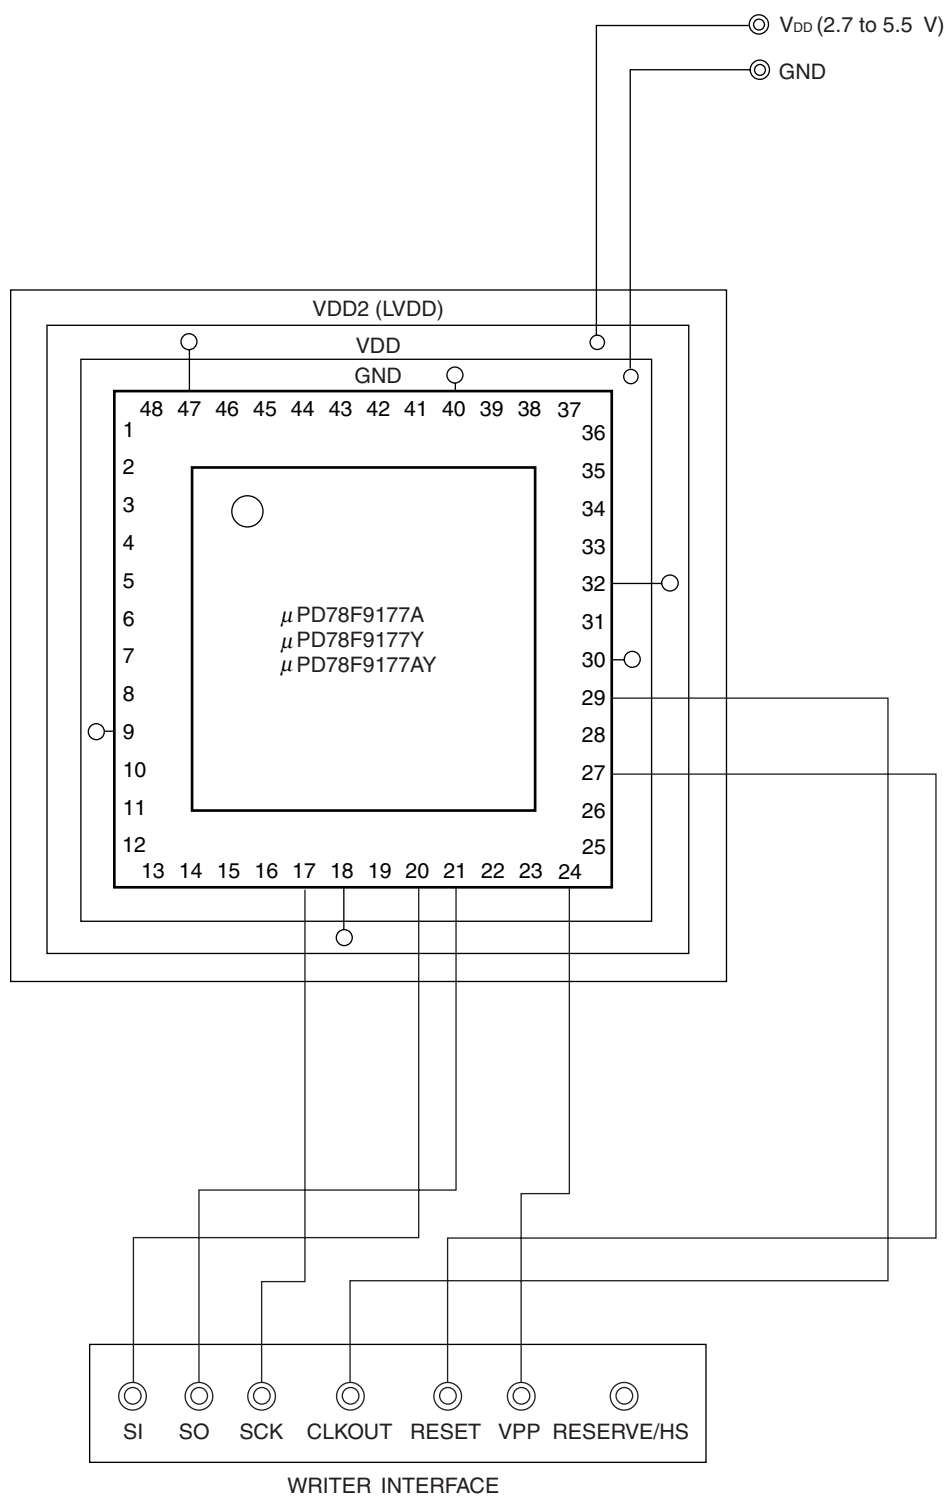 VDD (2.7 to 5.5 V)
GND
VDD2 (LVDD)
VDD
GND
48 47 46 45 44 43 42 41 40 39 38 37
1
2
3
4
5
6
7
8
9
10
11
12
36
35
34
33
32
31
30
29
28
27
26
25
μPD78F9177A
μPD78F9177Y
μPD78F9177AY
13 14 15 16 17 18 19 20 21 22 23 24
SI SO SCK CLKOUT RESET VPP RESERVE/HS
WRITER INTERFACE